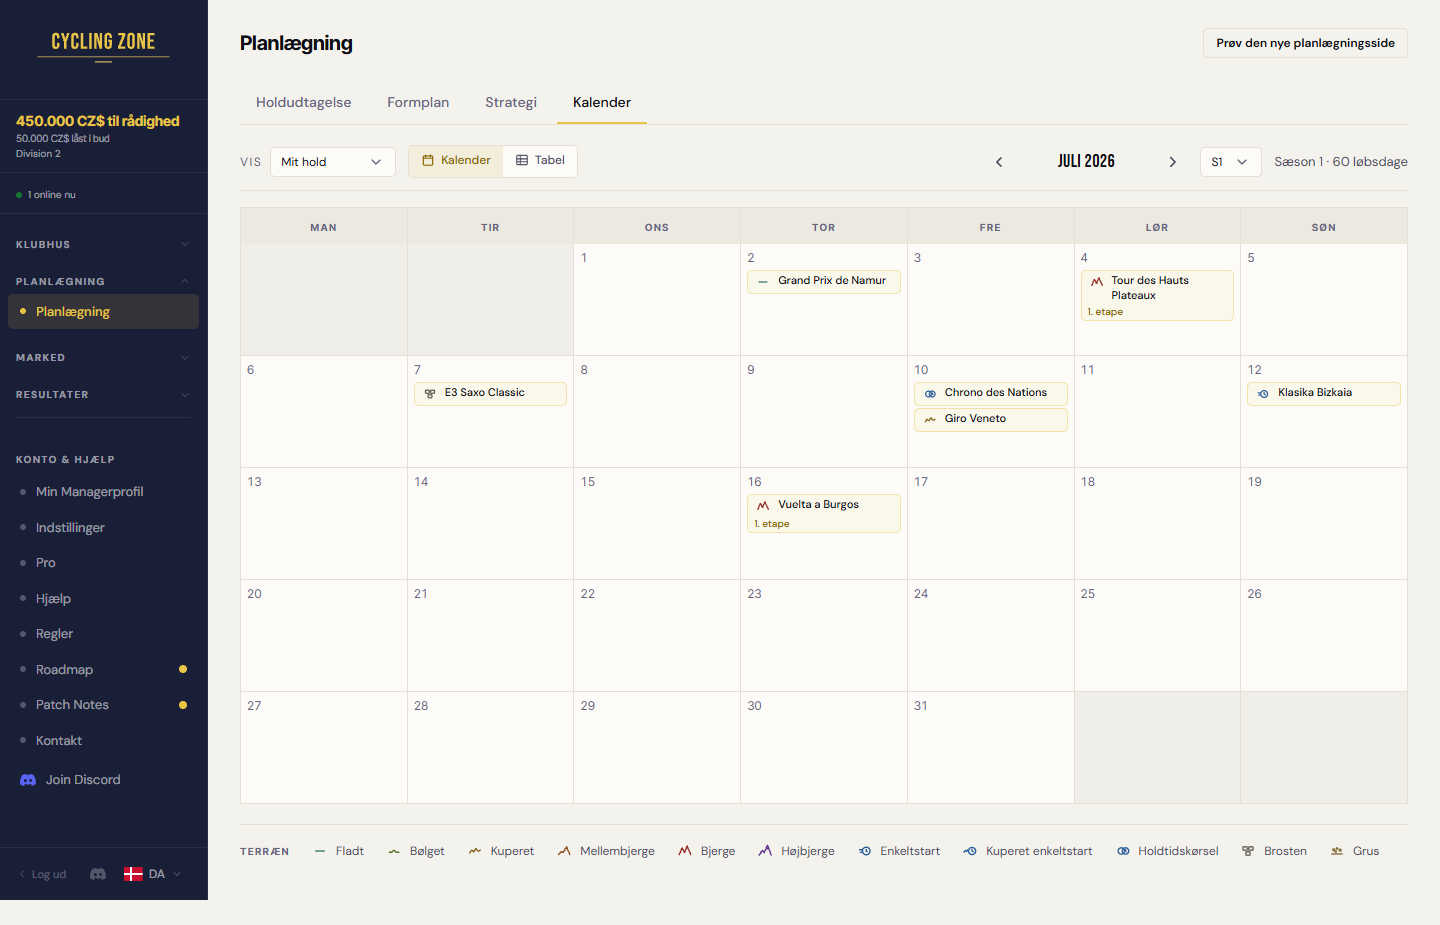 CYCLING ZONE
450.000 CZ$ til rådighed
50.000 CZ$ låst i bud
Division 2
1 online nu
KLUBHUS
PLANLÆGNING
Planlægning
MARKED
RESULTATER
KONTO & HJÆLP
Min Managerprofil
Indstillinger
Pro
Hjælp
Regler
Roadmap
Patch Notes
Kontakt
Join Discord
Log ud
DA
Planlægning
Prøv den nye planlægningsside
Holdudtagelse Formplan Strategi Kalender
VIS Mit hold Kalender Tabel JULI 2026 S1 Sæson 1 · 60 løbsdage
MAN TIR ONS TOR FRE LØR SØN
1 2 3 4 5
Grand Prix de Namur
Tour des Hauts
Plateaux
1. etape
6 7 8 9 10 11 12
E3 Saxo Classic
Chrono des Nations
Giro Veneto
Klasika Bizkaia
13 14 15 16 17 18 19
Vuelta a Burgos
1. etape
20 21 22 23 24 25 26
27 28 29 30 31
TERRÆN Fladt Bølget Kuperet Mellembjerge Bjerge Højbjerge Enkeltstart Kuperet enkeltstart Holdtidskørsel Brosten Grus